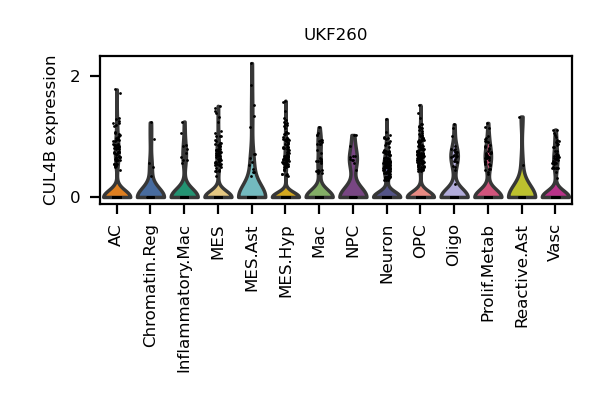 UKF260
CUL4B expression
2
0
AC
Chromatin.Reg
Inflammatory.Mac
MES
MES.Ast
MES.Hyp
Mac
NPC
Neuron
OPC
Oligo
Prolif.Metab
Reactive.Ast
Vasc